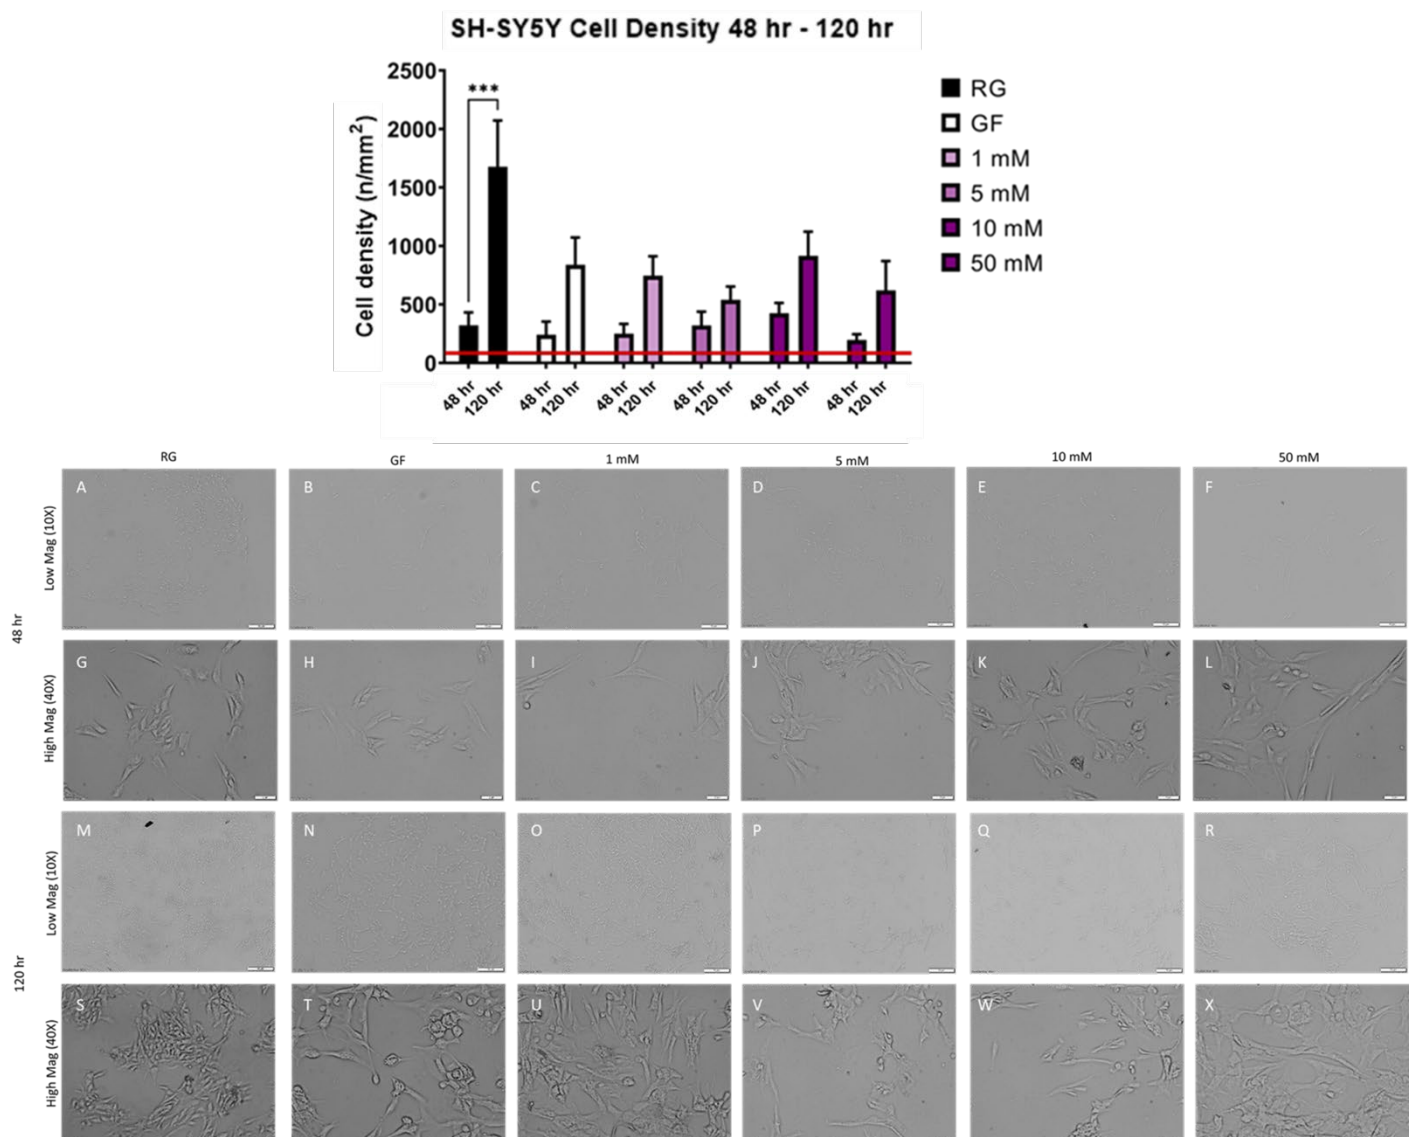 SH-SY5Y Cell Density 48 hr - 120 hr
Cell density (n/mm²)
2500
2000
1500
1000
500
0
***
48 hr
120 hr
48 hr
120 hr
48 hr
120 hr
48 hr
120 hr
48 hr
120 hr
48 hr
120 hr
RG
GF
1 mM
5 mM
10 mM
50 mM
RG
GF
1 mM
5 mM
10 mM
50 mM
48 hr
Low Mag (10X)
A
B
C
D
E
F
High Mag (40X)
G
H
I
J
K
L
120 hr
Low Mag (10X)
M
N
O
P
Q
R
High Mag (40X)
S
T
U
V
W
X